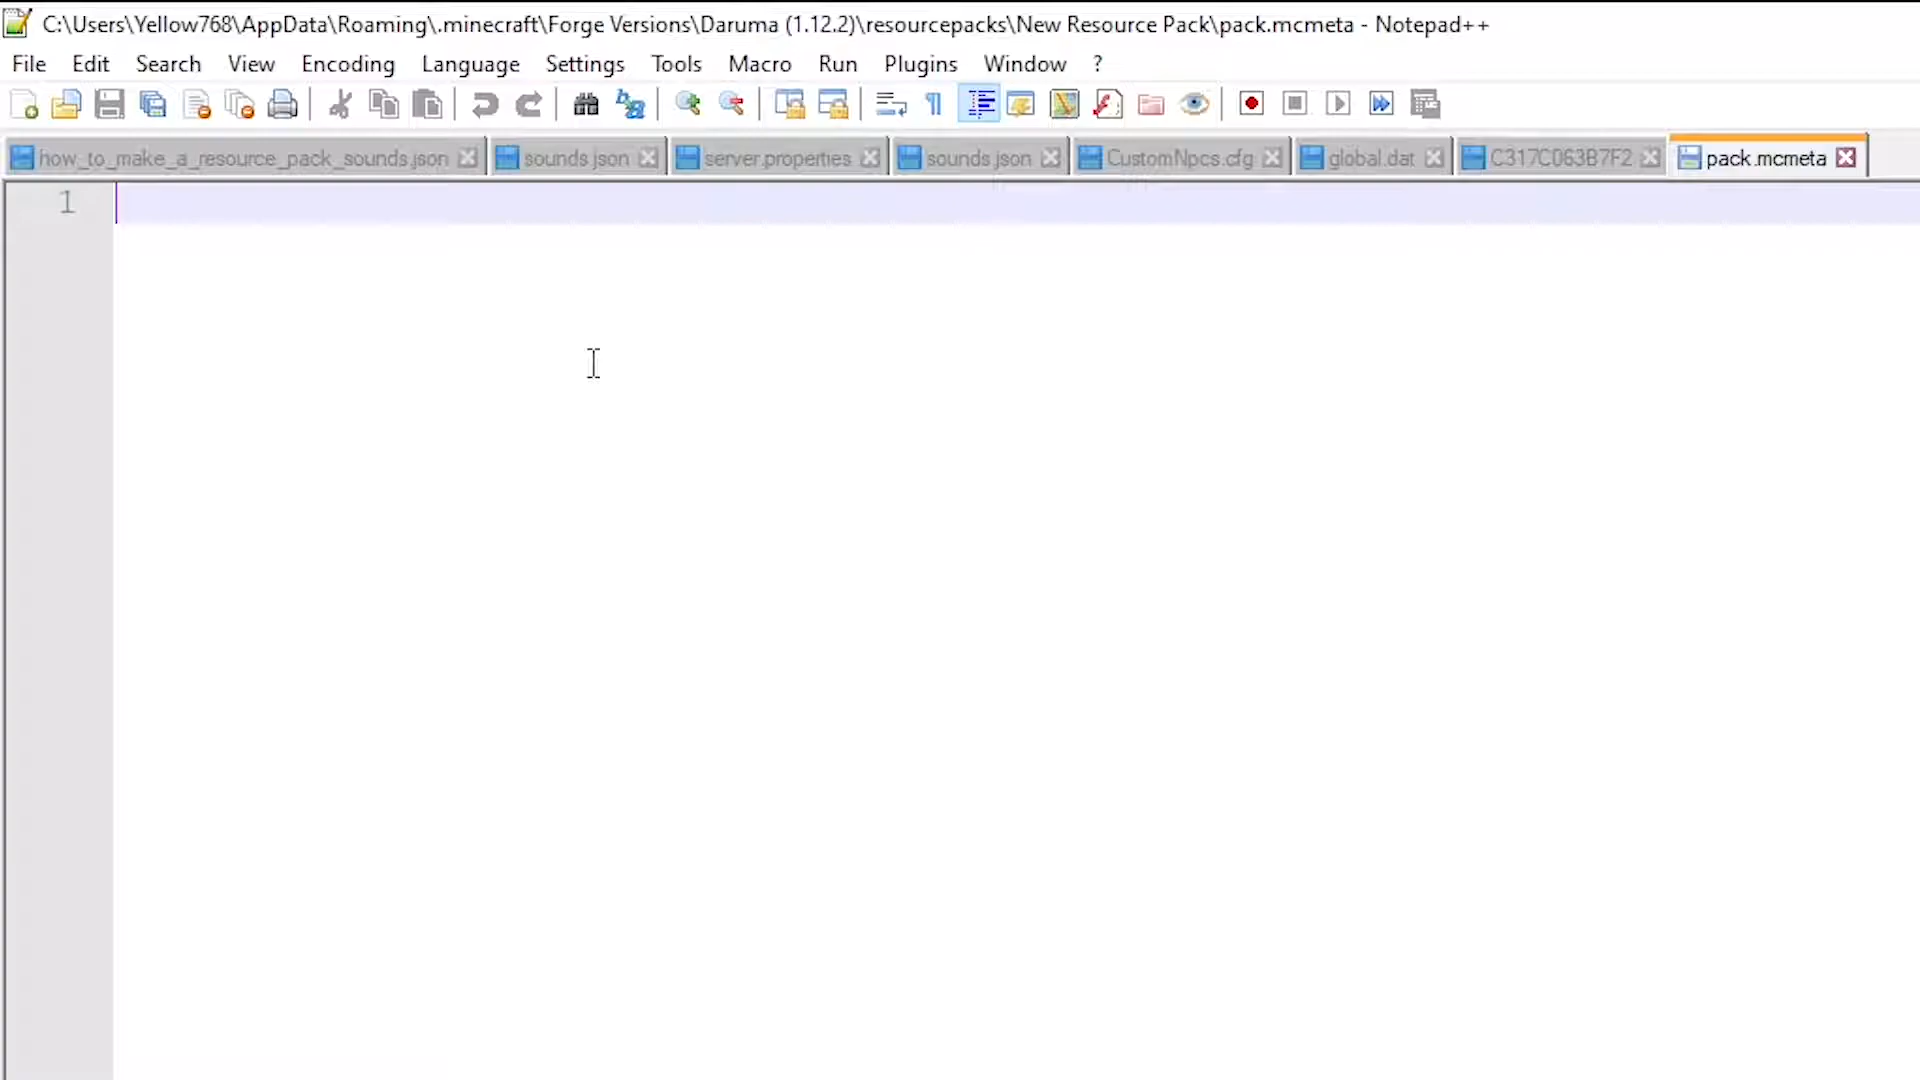 C:\Users\Yellow768\AppData\Roaming\.minecraft\Forge Versions\Daruma (1.12.2)\resourcepacks\New Resource Pack\pack.mcmeta - Notepad++
File Edit Search View Encoding Language Settings Tools Macro Run Plugins Window ?
how_to_make_a_resource_pack_sounds.json sounds.json server.properties sounds.json CustomNpcs.cfg global.dat C317C063B7F2 pack.mcmeta
1